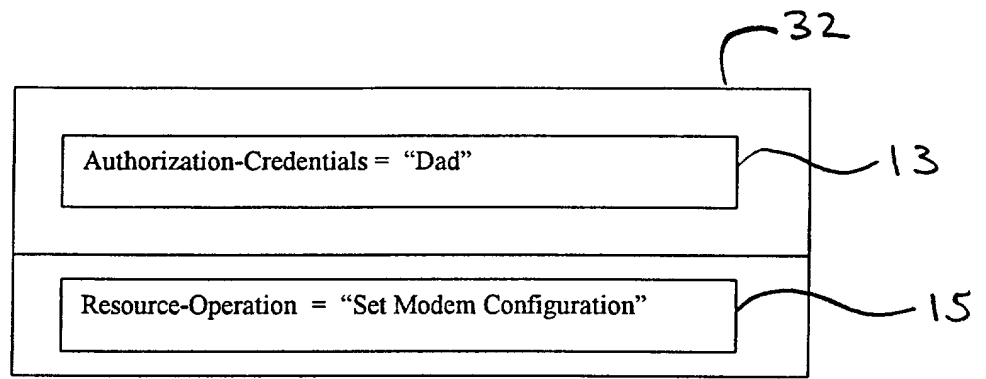 32
Authorization-Credentials = “Dad”
13
Resource-Operation = “Set Modem Configuration”
15